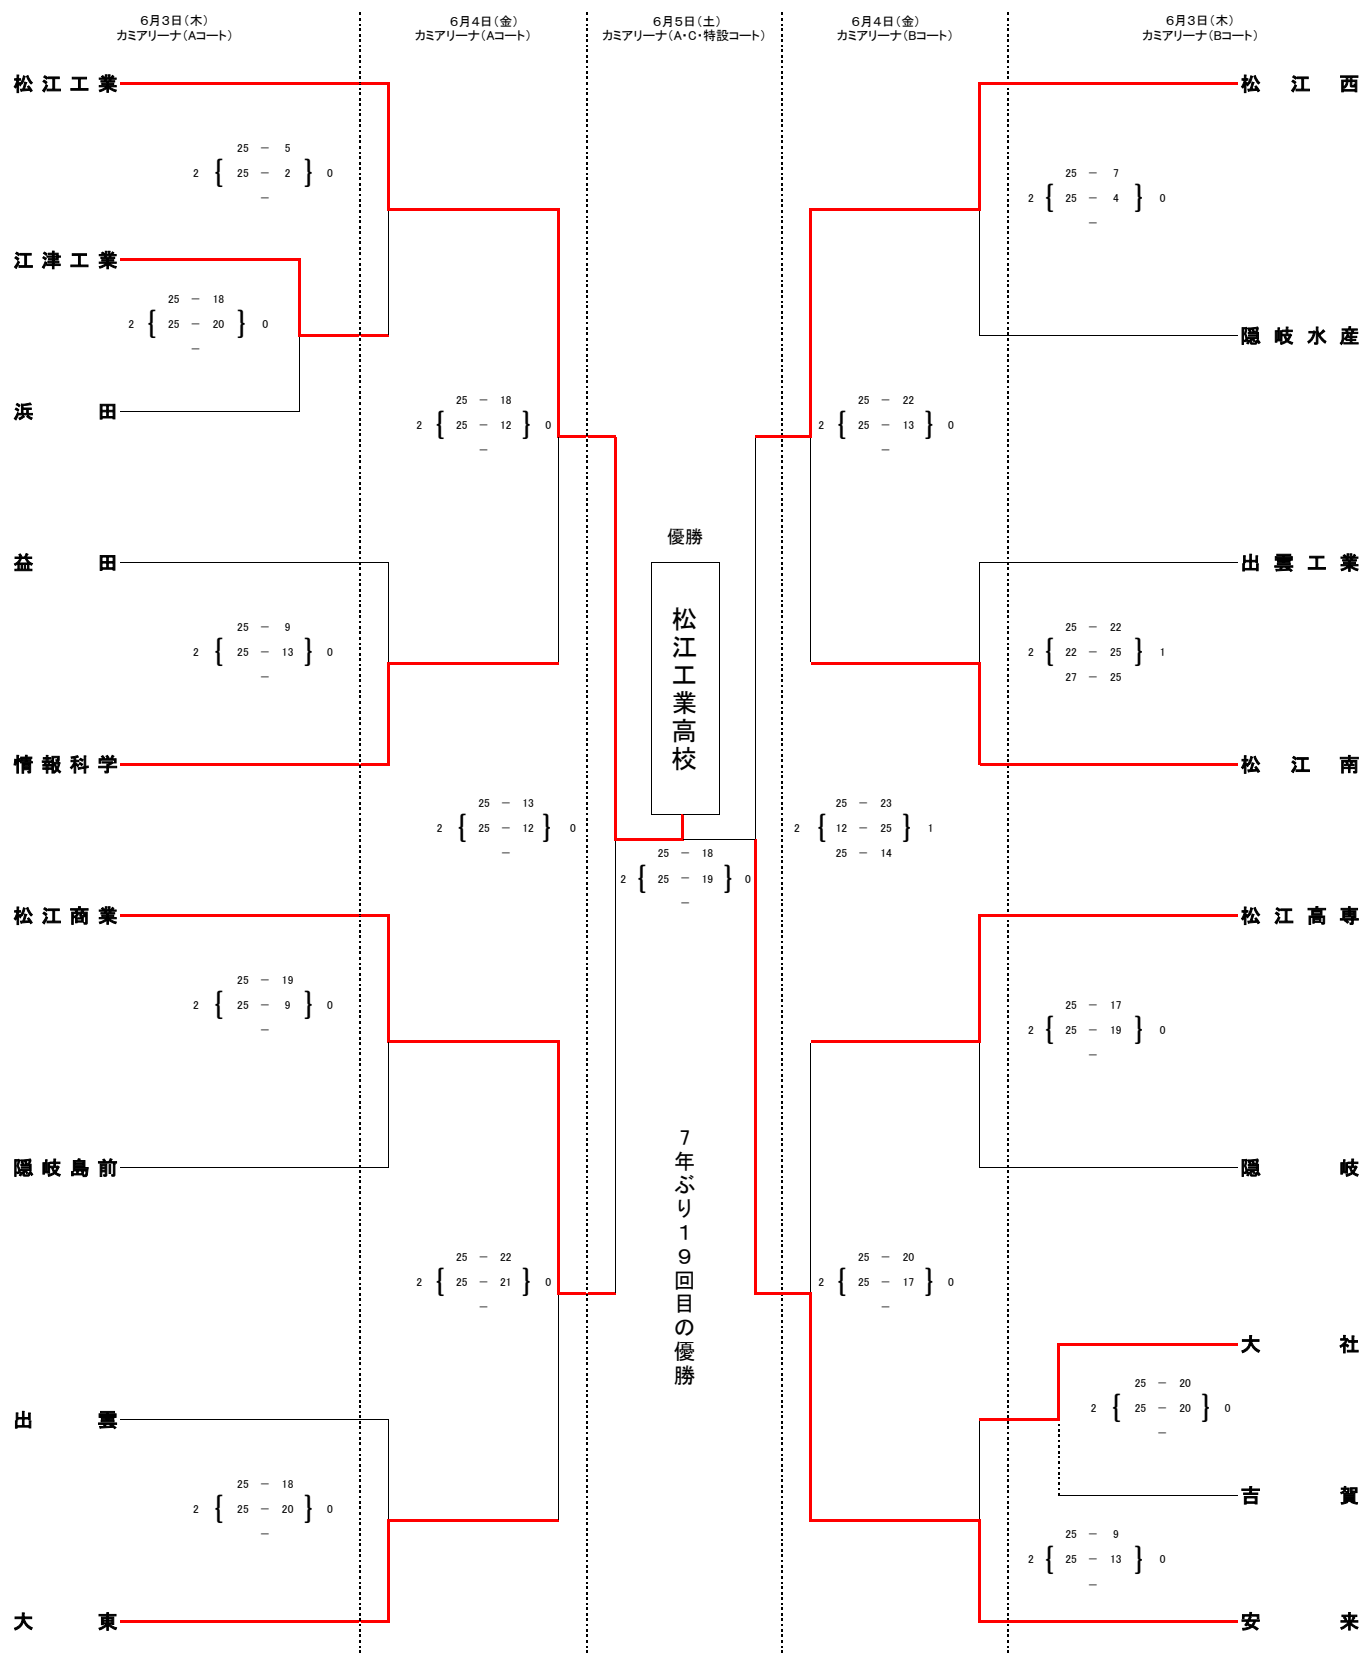 6月3日(木)
カミアリーナ(Aコート)
6月4日(金)
カミアリーナ(Aコート)
6月5日(土)
カミアリーナ(A・C・特設コート)
6月4日(金)
カミアリーナ(Bコート)
6月3日(木)
カミアリーナ(Bコート)
松江工業
松江西
25 － 5
2 { 25 － 2 } 0
－
25 － 7
2 { 25 － 4 } 0
－
江津工業
25 － 18
2 { 25 － 20 } 0
－
隠岐水産
浜田
25 － 18
2 { 25 － 12 } 0
－
25 － 22
2 { 25 － 13 } 0
－
優勝
松江工業高校
益田
出雲工業
25 － 9
2 { 25 － 13 } 0
－
25 － 22
2 { 22 － 25 } 1
27 － 25
情報科学
松江南
25 － 13
2 { 25 － 12 } 0
－
25 － 23
2 { 12 － 25 } 1
25 － 14
25 － 18
2 { 25 － 19 } 0
－
松江商業
松江高専
25 － 19
2 { 25 － 9 } 0
－
25 － 17
2 { 25 － 19 } 0
－
隠岐島前
隠岐
7年ぶり19回目の優勝
25 － 22
2 { 25 － 21 } 0
－
25 － 20
2 { 25 － 17 } 0
－
大社
25 － 20
2 { 25 － 20 } 0
－
出雲
吉賀
25 － 18
2 { 25 － 20 } 0
－
25 － 9
2 { 25 － 13 } 0
－
大東
安来